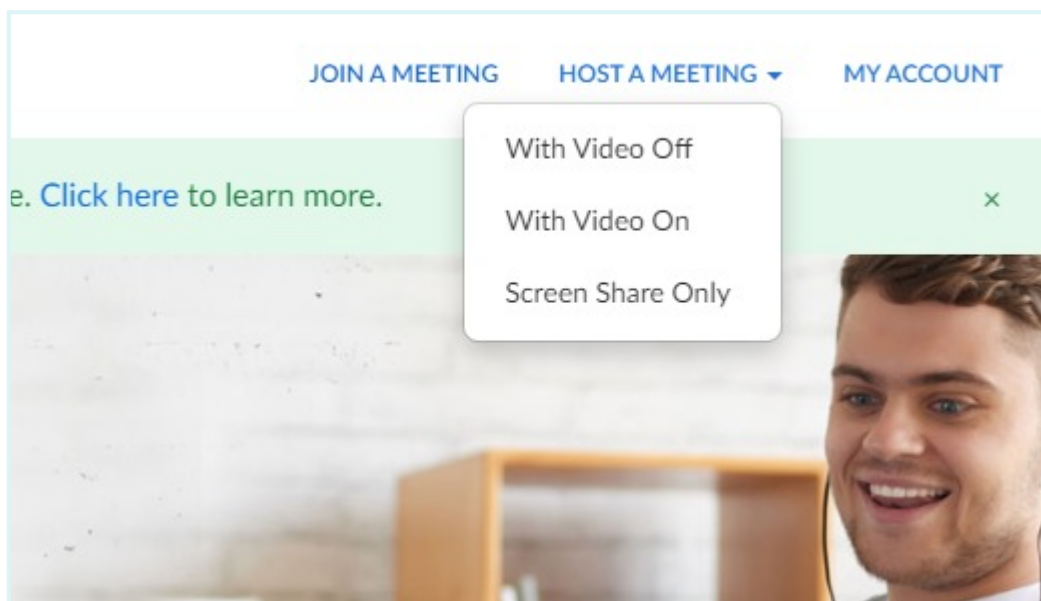 JOIN A MEETING HOST A MEETING MY ACCOUNT
With Video Off
e. Click here to learn more. ×
With Video On
Screen Share Only